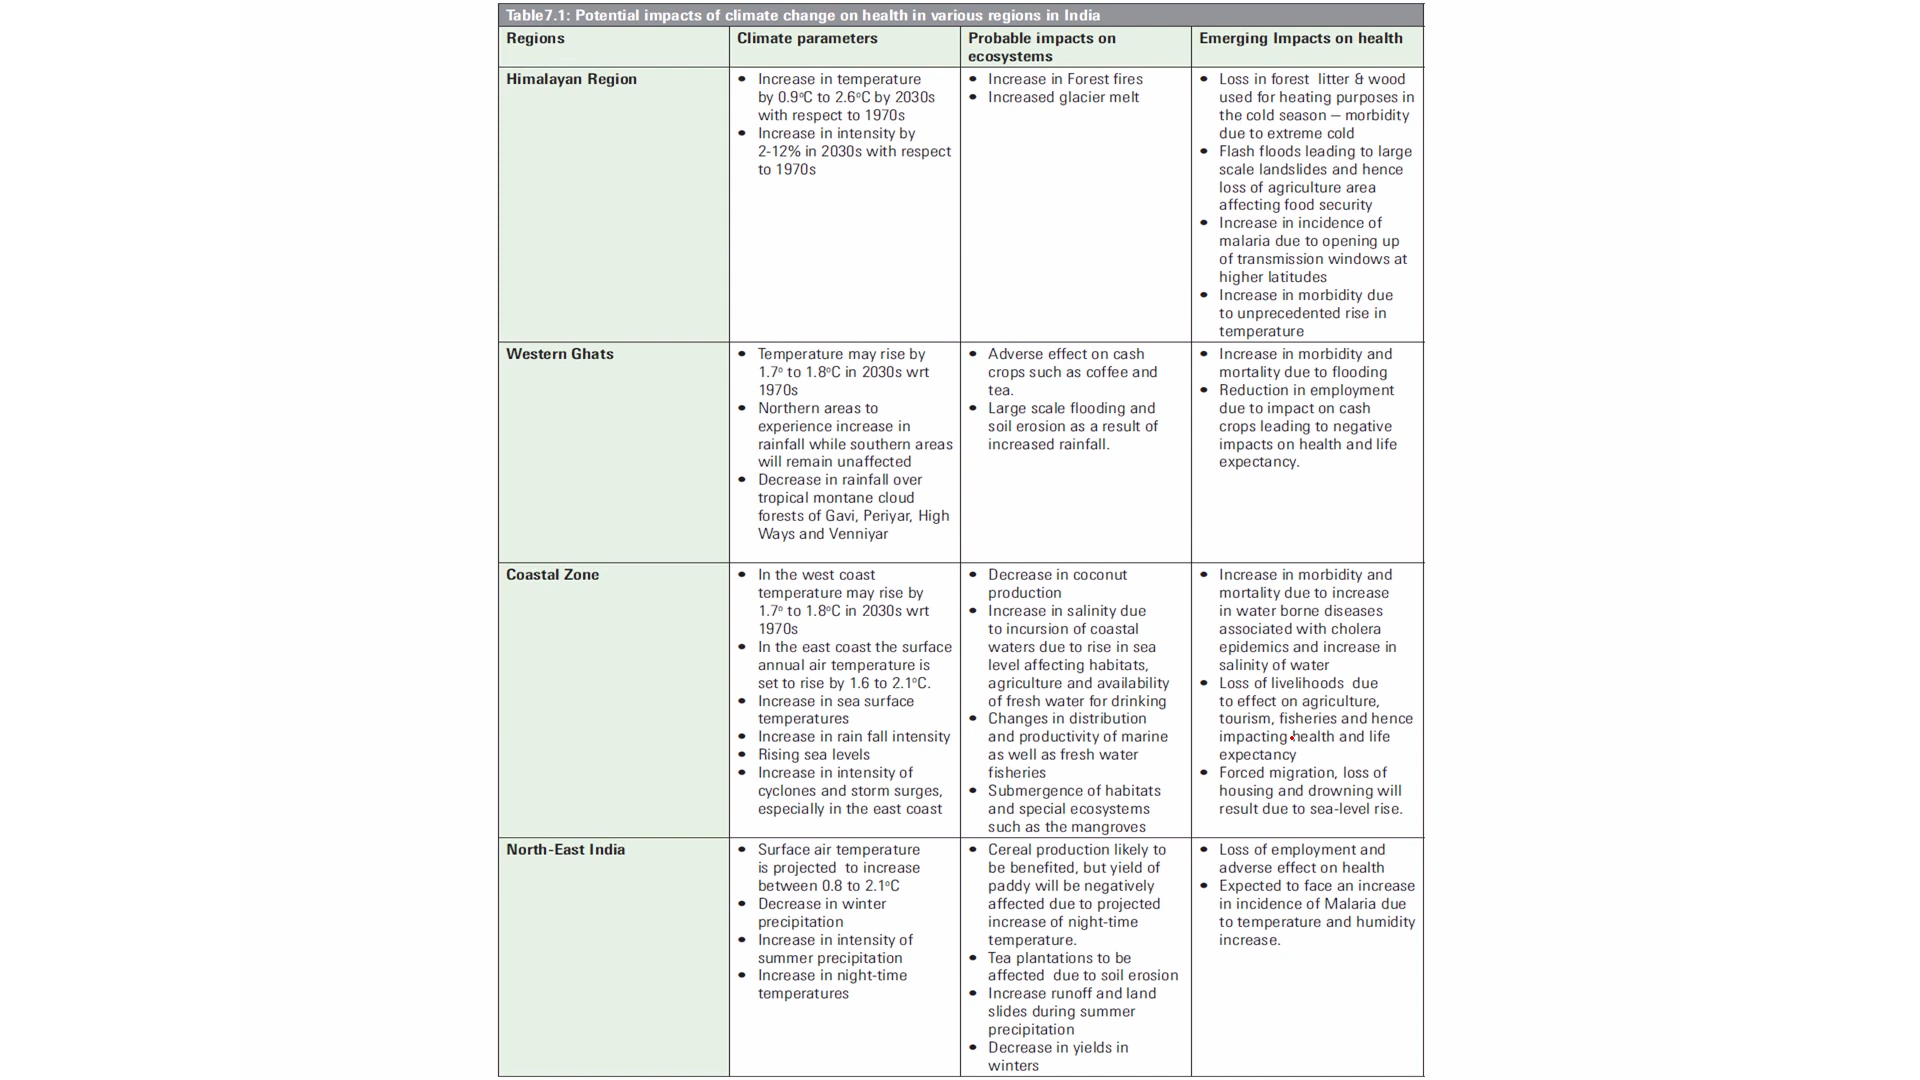 Table7.1: Potential impacts of climate change on health in various regions in India
Regions
Climate parameters
Probable impacts on
ecosystems
Emerging Impacts on health
Himalayan Region
• Increase in temperature
by 0.9°C to 2.6°C by 2030s
with respect to 1970s
• Increase in intensity by
2-12% in 2030s with respect
to 1970s
• Increase in Forest fires
• Increased glacier melt
• Loss in forest litter & wood
used for heating purposes in
the cold season – morbidity
due to extreme cold
• Flash floods leading to large
scale landslides and hence
loss of agriculture area
affecting food security
• Increase in incidence of
malaria due to opening up
of transmission windows at
higher latitudes
• Increase in morbidity due
to unprecedented rise in
temperature
Western Ghats
• Temperature may rise by
1.7° to 1.8°C in 2030s wrt
1970s
• Northern areas to
experience increase in
rainfall while southern areas
will remain unaffected
• Decrease in rainfall over
tropical montane cloud
forests of Gavi, Periyar, High
Ways and Venniyar
• Adverse effect on cash
crops such as coffee and
tea.
• Large scale flooding and
soil erosion as a result of
increased rainfall.
• Increase in morbidity and
mortality due to flooding
• Reduction in employment
due to impact on cash
crops leading to negative
impacts on health and life
expectancy.
Coastal Zone
• In the west coast
temperature may rise by
1.7° to 1.8°C in 2030s wrt
1970s
• In the east coast the surface
annual air temperature is
set to rise by 1.6 to 2.1°C.
• Increase in sea surface
temperatures
• Increase in rain fall intensity
• Rising sea levels
• Increase in intensity of
cyclones and storm surges,
especially in the east coast
• Decrease in coconut
production
• Increase in salinity due
to incursion of coastal
waters due to rise in sea
level affecting habitats,
agriculture and availability
of fresh water for drinking
• Changes in distribution
and productivity of marine
as well as fresh water
fisheries
• Submergence of habitats
and special ecosystems
such as the mangroves
• Increase in morbidity and
mortality due to increase
in water borne diseases
associated with cholera
epidemics and increase in
salinity of water
• Loss of livelihoods due
to effect on agriculture,
tourism, fisheries and hence
impacting health and life
expectancy
• Forced migration, loss of
housing and drowning will
result due to sea-level rise.
North-East India
• Surface air temperature
is projected to increase
between 0.8 to 2.1°C
• Decrease in winter
precipitation
• Increase in intensity of
summer precipitation
• Increase in night-time
temperatures
• Cereal production likely to
be benefited, but yield of
paddy will be negatively
affected due to projected
increase of night-time
temperature.
• Tea plantations to be
affected due to soil erosion
• Increase runoff and land
slides during summer
precipitation
• Decrease in yields in
winters
• Loss of employment and
adverse effect on health
• Expected to face an increase
in incidence of Malaria due
to temperature and humidity
increase.